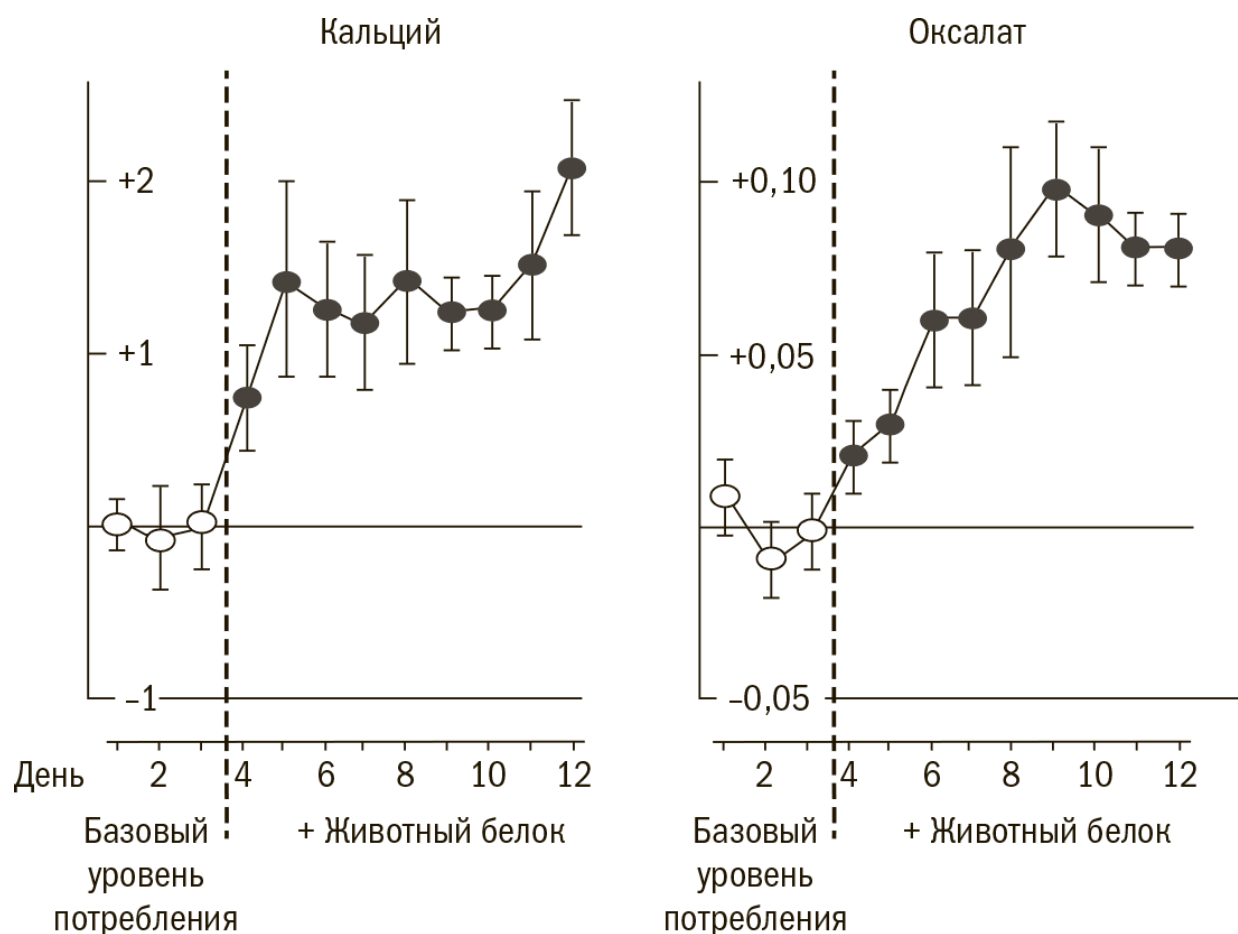 Кальций
+2
+1
–1
День 2 4 6 8 10 12
Базовый уровень потребления
+ Животный белок
Оксалат
+0,10
+0,05
–0,05
2 4 6 8 10 12
Базовый уровень потребления
+ Животный белок